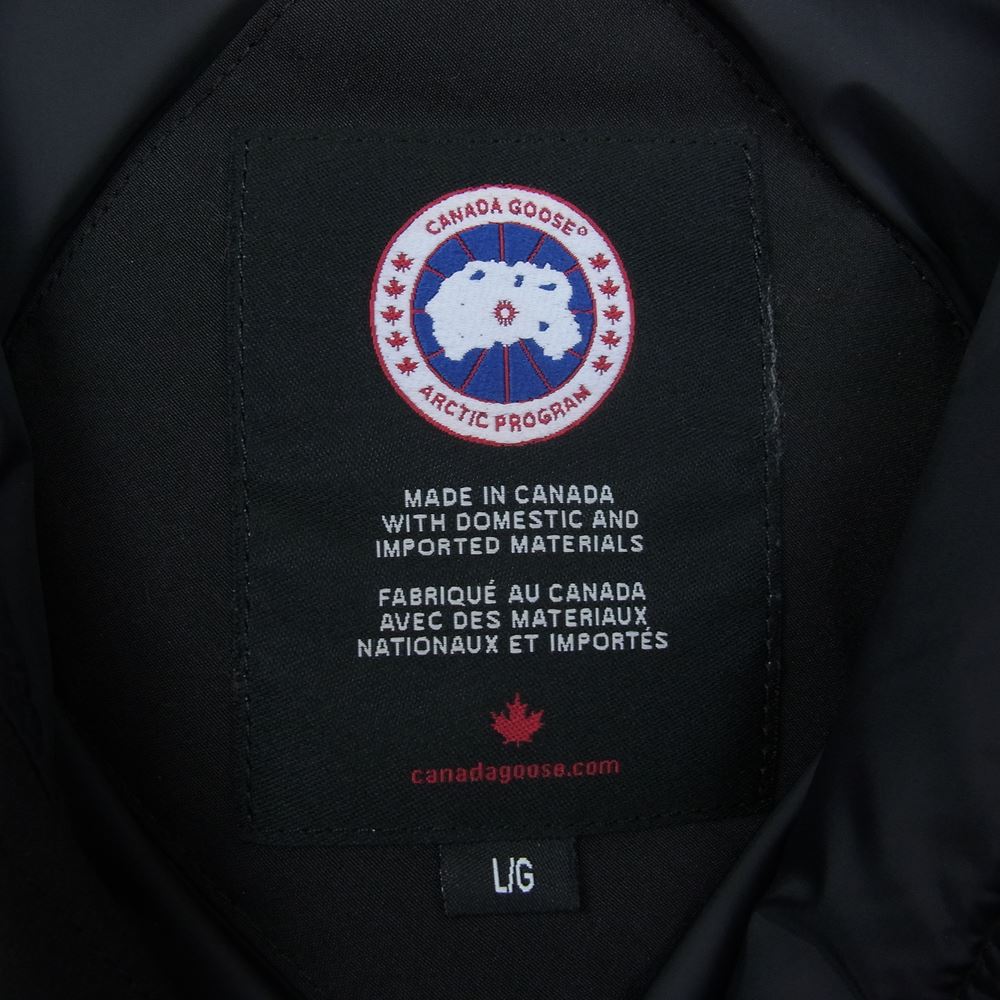 CANADA GOOSE®
ARCTIC PROGRAM
MADE IN CANADA
WITH DOMESTIC AND
IMPORTED MATERIALS
FABRIQUÉ AU CANADA
AVEC DES MATERIAUX
NATIONAUX ET IMPORTÉS
canadagoose.com
L/G